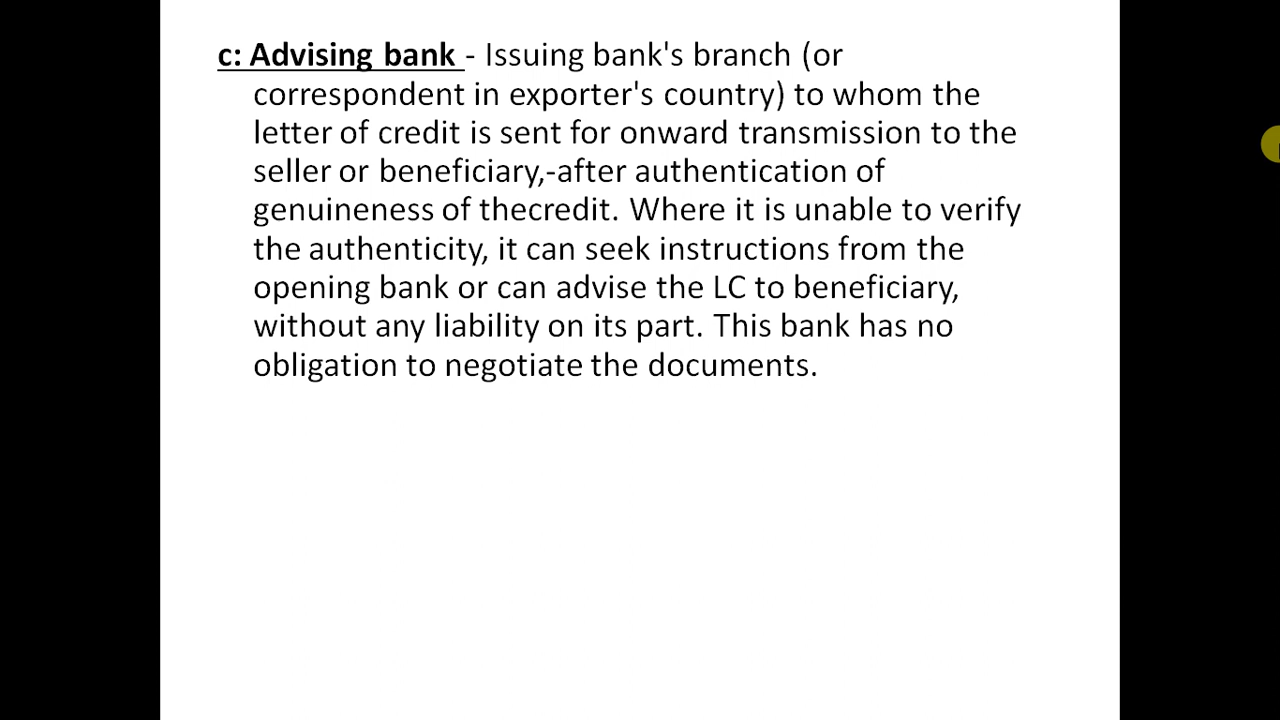 c: Advising bank - Issuing bank's branch (or
correspondent in exporter's country) to whom the
letter of credit is sent for onward transmission to the
seller or beneficiary,-after authentication of
genuineness of thecredit. Where it is unable to verify
the authenticity, it can seek instructions from the
opening bank or can advise the LC to beneficiary,
without any liability on its part. This bank has no
obligation to negotiate the documents.